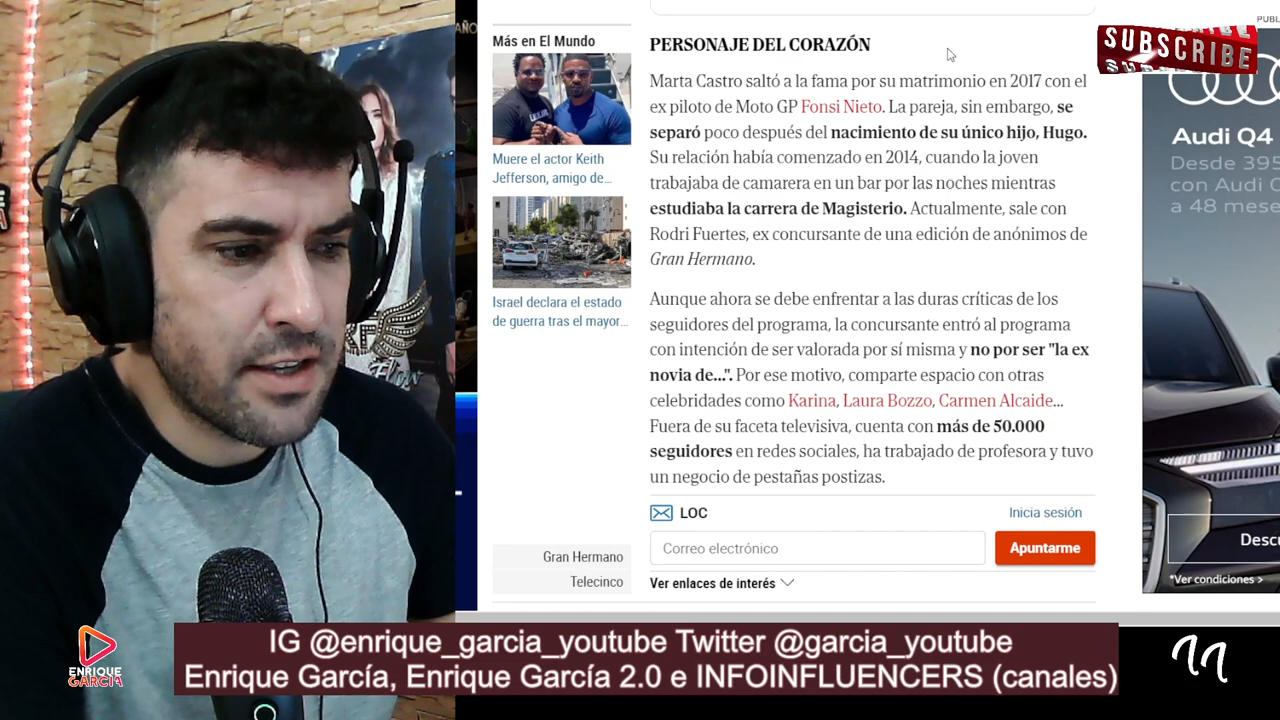 Más en El Mundo
Muere el actor Keith
Jefferson, amigo de...
Israel declara el estado
de guerra tras el mayor...
Gran Hermano
Telecinco
PERSONAJE DEL CORAZÓN
Marta Castro saltó a la fama por su matrimonio en 2017 con el
ex piloto de Moto GP Fonsi Nieto. La pareja, sin embargo, se
separó poco después del nacimiento de su único hijo, Hugo.
Su relación había comenzado en 2014, cuando la joven
trabajaba de camarera en un bar por las noches mientras
estudiaba la carrera de Magisterio. Actualmente, sale con
Rodri Fuertes, ex concursante de una edición de anónimos de
Gran Hermano.
Aunque ahora se debe enfrentar a las duras críticas de los
seguidores del programa, la concursante entró al programa
con intención de ser valorada por sí misma y no por ser "la ex
novia de...". Por ese motivo, comparte espacio con otras
celebridades como Karina, Laura Bozzo, Carmen Alcaide...
Fuera de su faceta televisiva, cuenta con más de 50.000
seguidores en redes sociales, ha trabajado de profesora y tuvo
un negocio de pestañas postizas.
LOC
Inicia sesión
Correo electrónico
Apuntarme
Ver enlaces de interés
PUBL
SUBSCRIBE
Audi Q4
Desde 395
con Audi
a 48 mese
Descu
*Ver condiciones >
ENRIQUE
GARCÍA
IG @enrique_garcia_youtube Twitter @garcia_youtube
Enrique García, Enrique García 2.0 e INFOINFLUENCERS (canales)